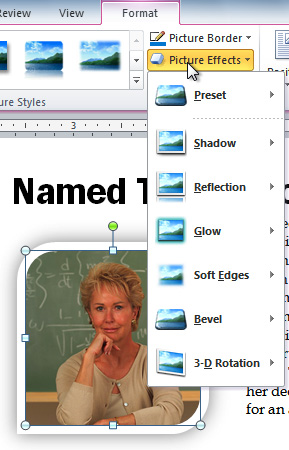 Review View Format
Picture Border
Picture Effects
Picture Styles
3
Preset
Shadow
Reflection
Glow
Soft Edges
Bevel
3-D Rotation
Named T
her dec
for an a